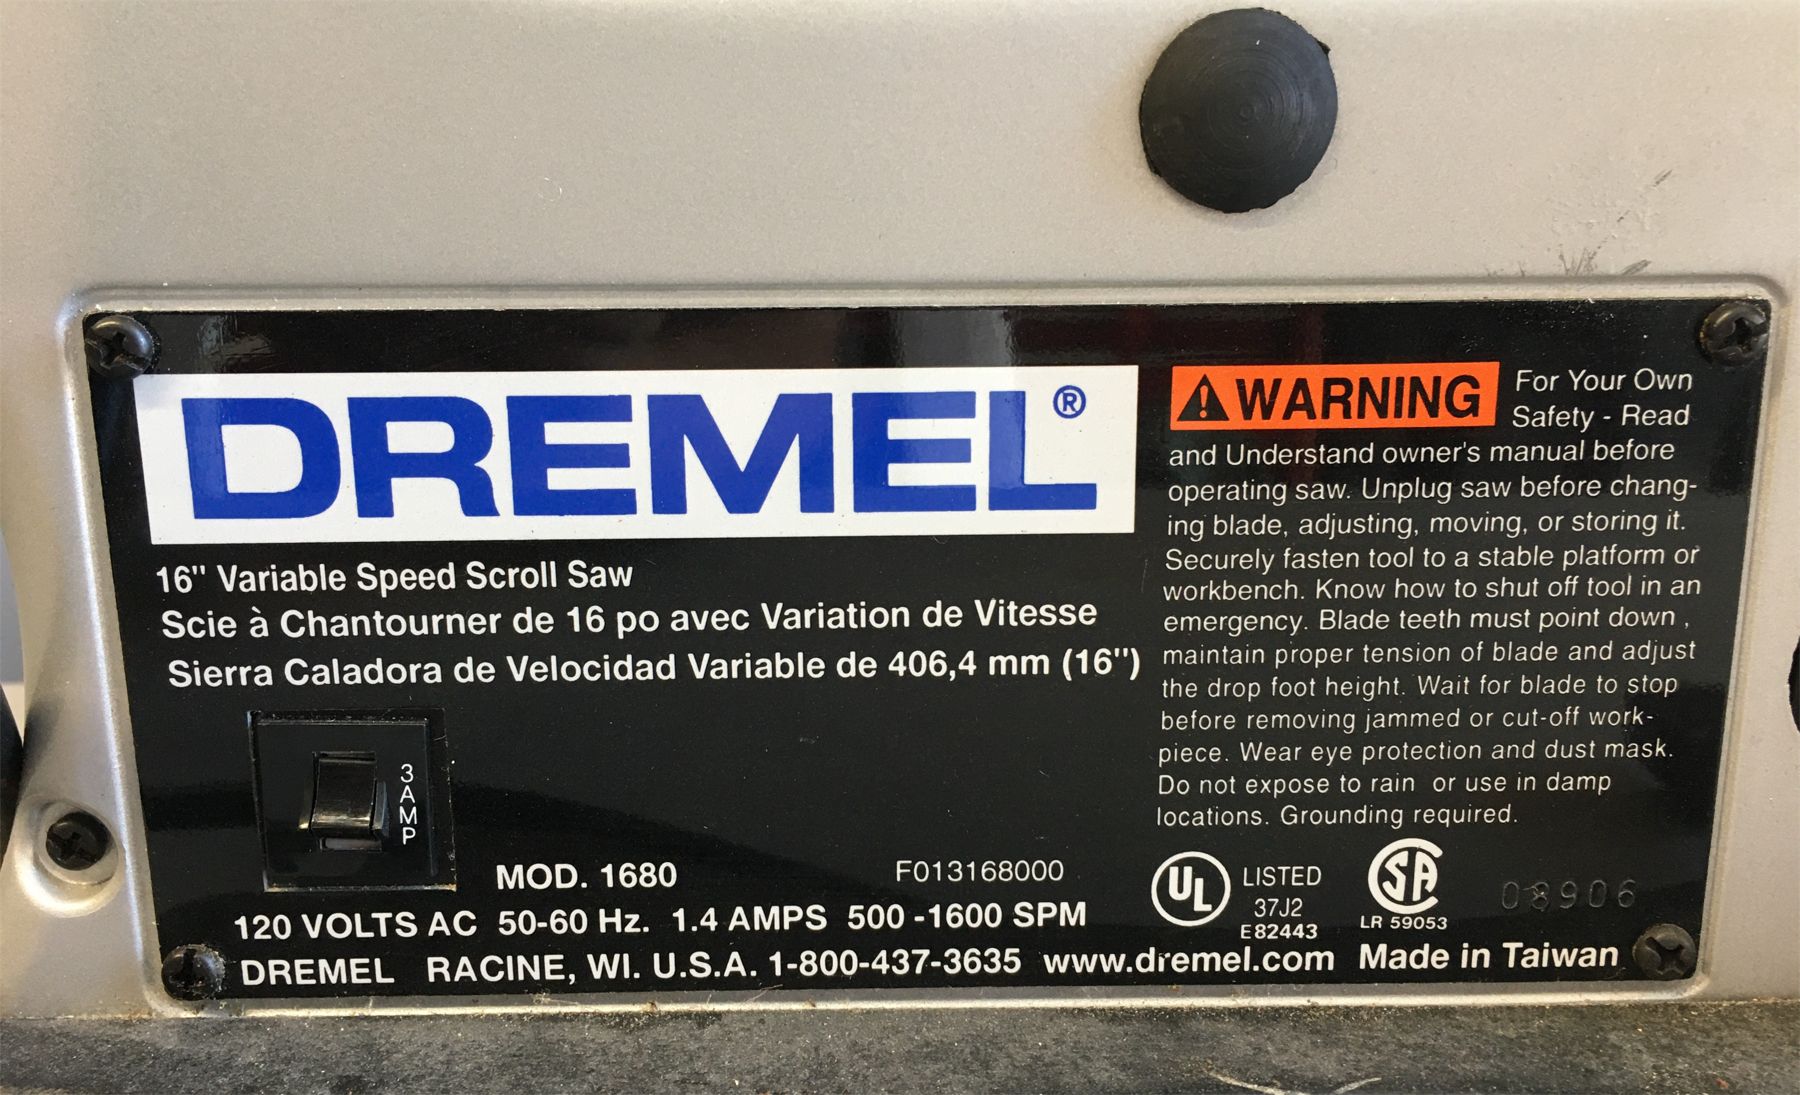 DREMEL®
16" Variable Speed Scroll Saw
Scie à Chantourner de 16 po avec Variation de Vitesse
Sierra Caladora de Velocidad Variable de 406,4 mm (16")
3 AMP
MOD. 1680 F013168000
120 VOLTS AC 50-60 Hz. 1.4 AMPS 500 -1600 SPM
DREMEL RACINE, WI. U.S.A. 1-800-437-3635 www.dremel.com Made in Taiwan
WARNING For Your Own
Safety - Read
and Understand owner's manual before
operating saw. Unplug saw before chang-
ing blade, adjusting, moving, or storing it.
Securely fasten tool to a stable platform or
workbench. Know how to shut off tool in an
emergency. Blade teeth must point down ,
maintain proper tension of blade and adjust
the drop foot height. Wait for blade to stop
before removing jammed or cut-off work-
piece. Wear eye protection and dust mask.
Do not expose to rain or use in damp
locations. Grounding required.
UL LISTED
37J2
E82443
SA
LR 59053
08906